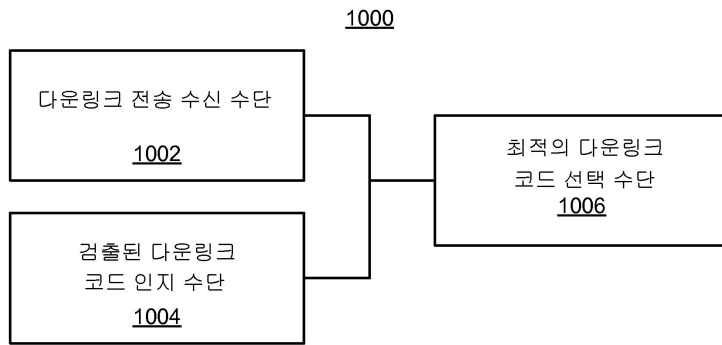 1000
다운링크 전송 수신 수단
1002
검출된 다운링크
코드 인지 수단
1004
최적의 다운링크
코드 선택 수단
1006